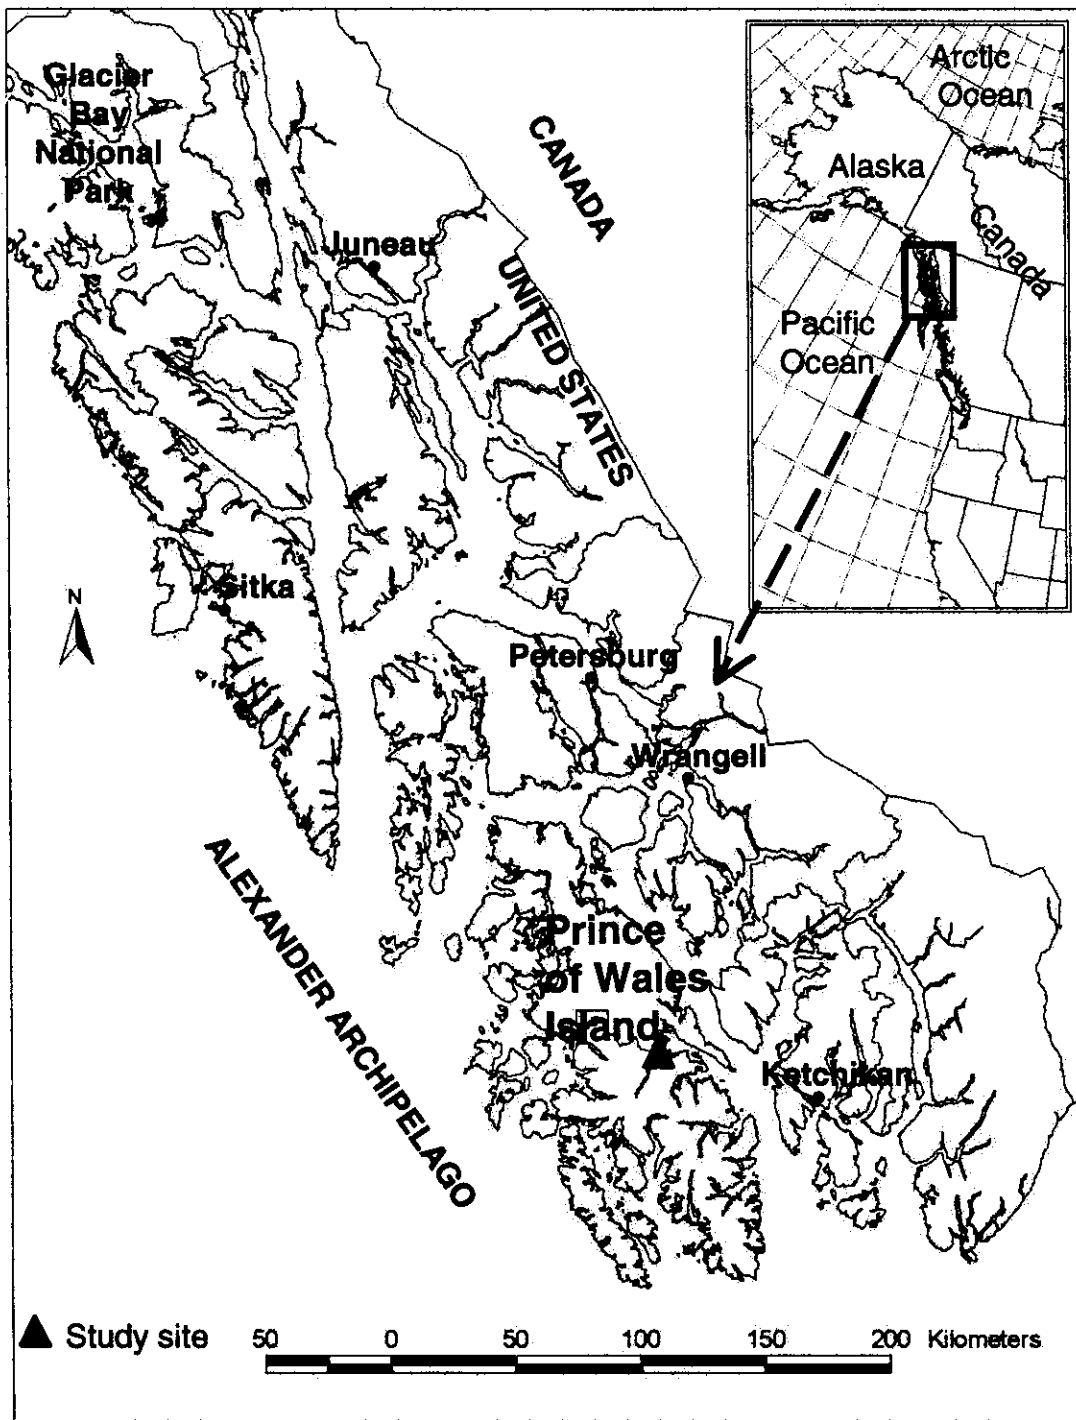 Glacier
Bay
National
Park
Juneau
CANADA
UNITED STATES
Arctic
Ocean
Alaska
Canada
Pacific
Ocean
Sitka
N
Petersburg
Wrangell
ALEXANDER ARCHIPELAGO
Prince
of Wales
Island
Ketchikan
Study site
50 0 50 100 150 200 Kilometers